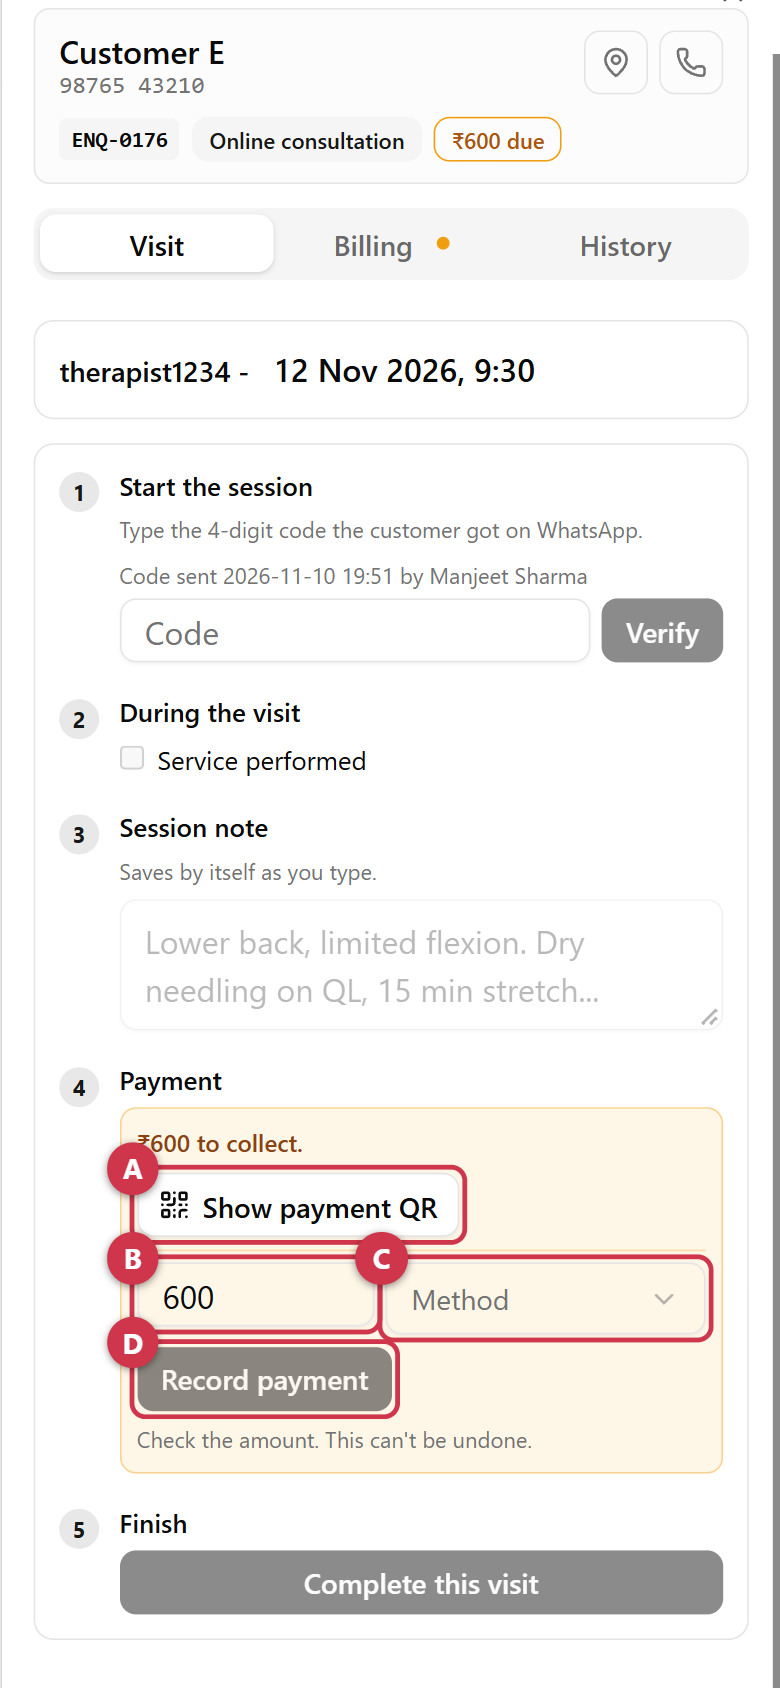 Customer E
98765 43210
ENQ-0176 Online consultation ₹600 due
Visit Billing History
therapist1234 - 12 Nov 2026, 9:30
1 Start the session
Type the 4-digit code the customer got on WhatsApp.
Code sent 2026-11-10 19:51 by Manjeet Sharma
Code Verify
2 During the visit
Service performed
3 Session note
Saves by itself as you type.
Lower back, limited flexion. Dry
needling on QL, 15 min stretch...
4 Payment
₹600 to collect.
A Show payment QR
B 600 C Method
D Record payment
Check the amount. This can't be undone.
5 Finish
Complete this visit